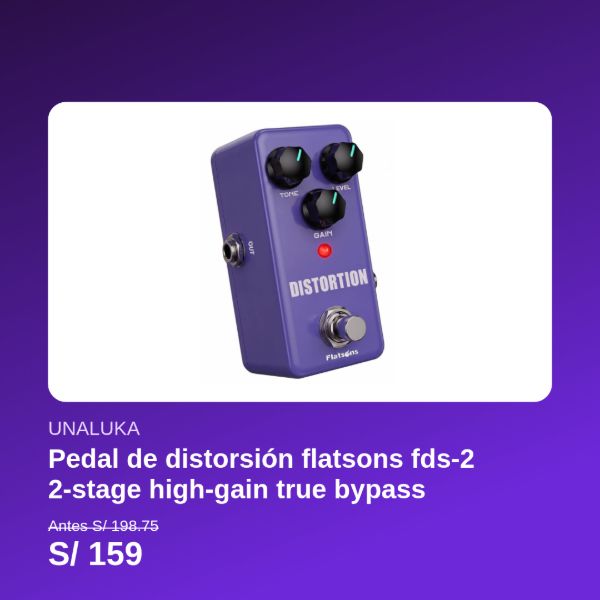 TONE
LEVEL
GAIN
OUT
DISTORTION
Flatsons
UNALUKA
Pedal de distorsión flatsons fds-2
2-stage high-gain true bypass
Antes S/ 198.75
S/ 159